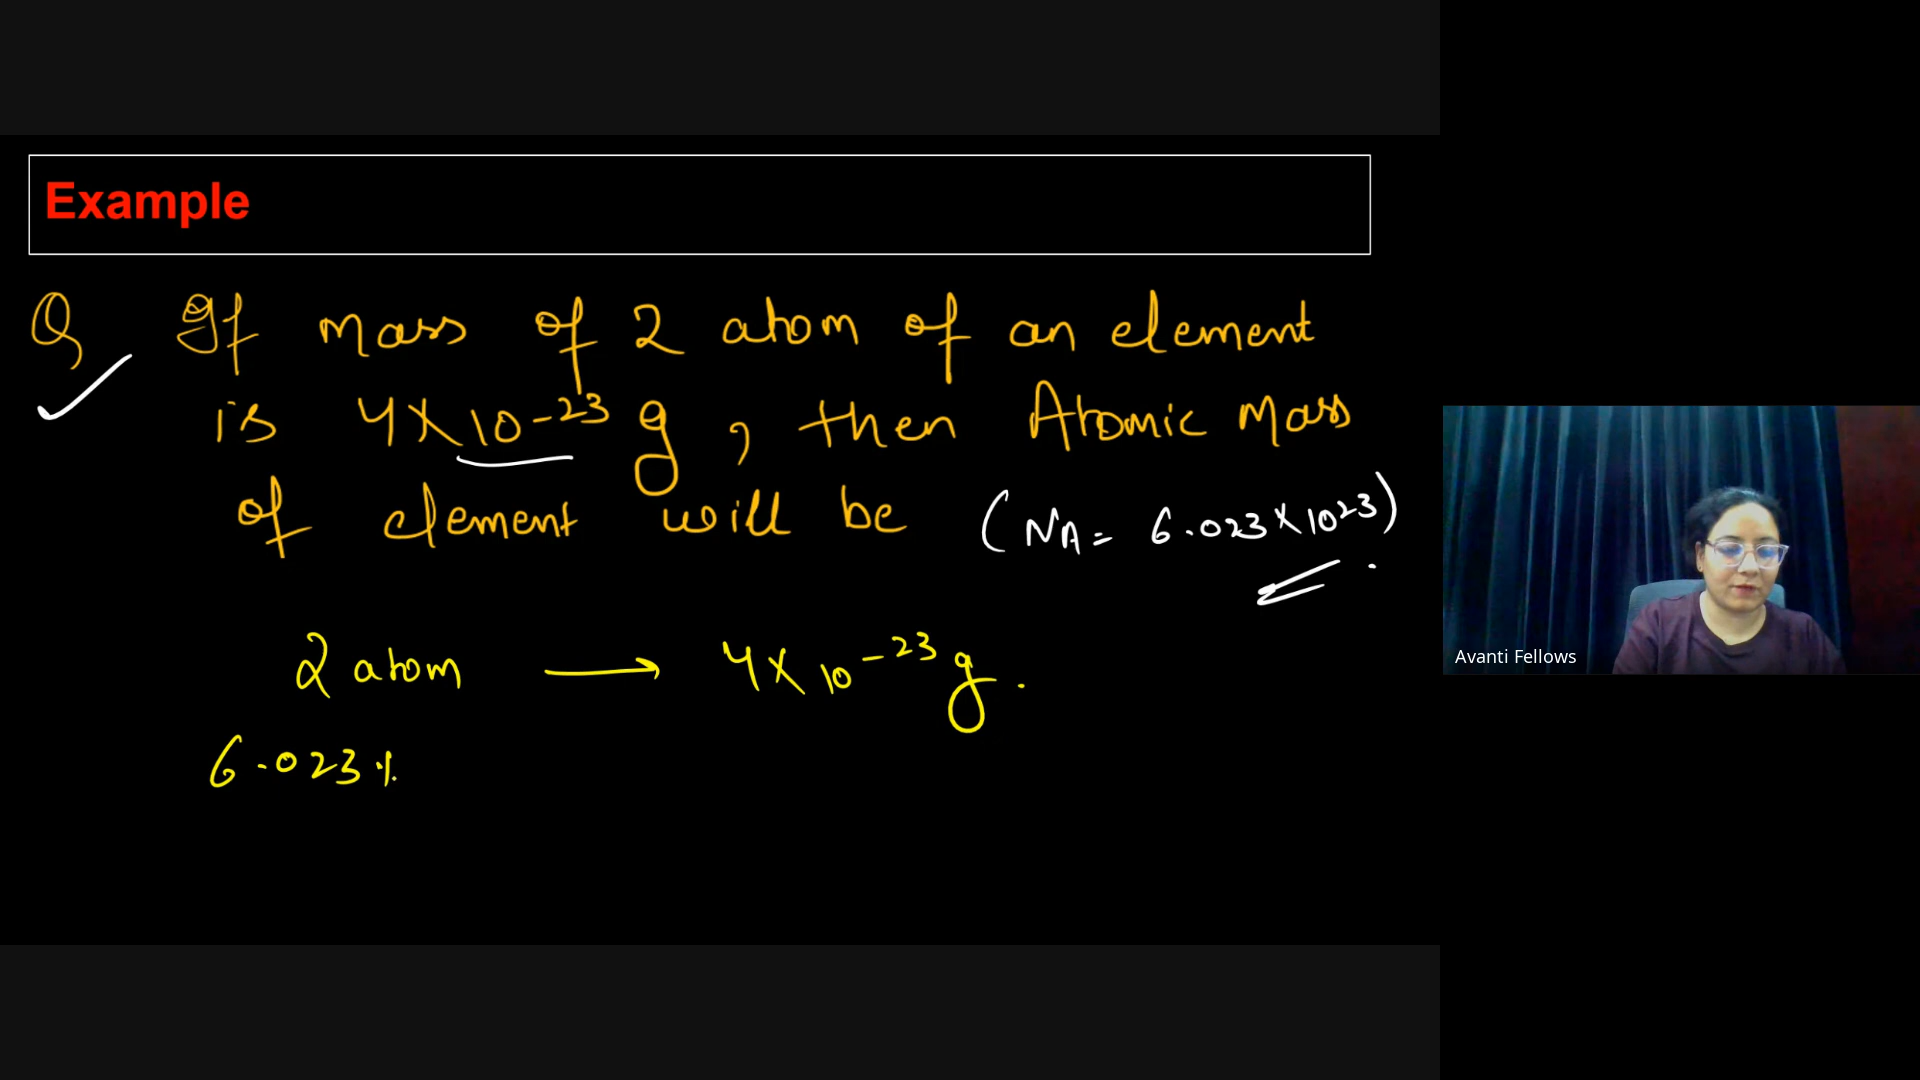 Example
Q If mass of 2 atom of an element
is 4×10⁻²³ g, then Atomic Mass
of element will be (NA = 6.023×10²³)
2 atom → 4×10⁻²³ g.
6.023
Avanti Fellows